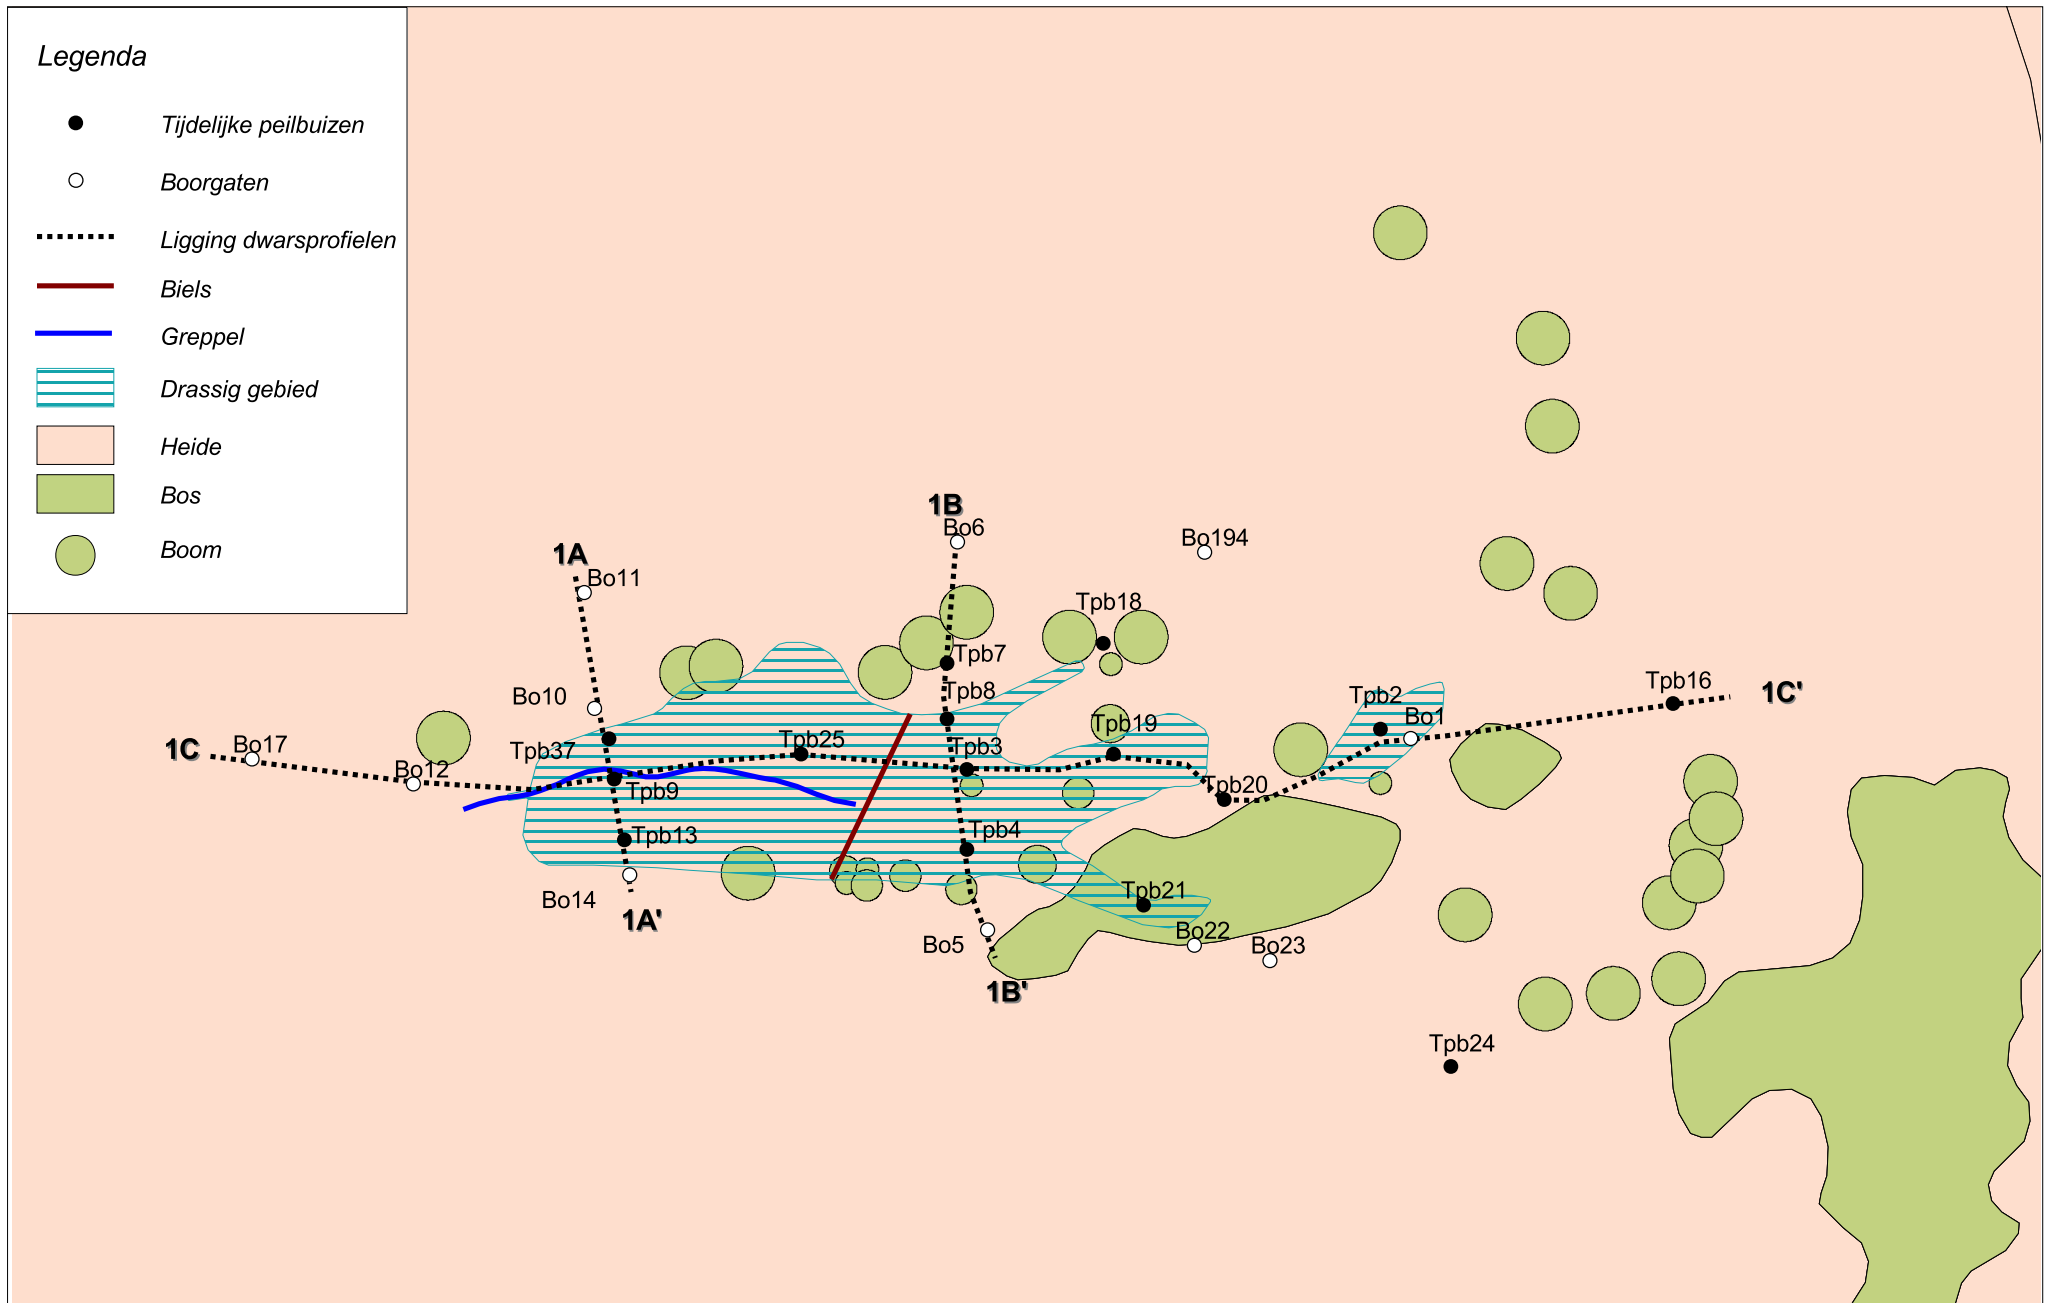 Legenda
Tijdelijke peilbuizen
Boorgaten
Ligging dwarsprofielen
Biels
Greppel
Drassig gebied
Heide
Bos
Boom
1B
Bo6
Bo194
1A
Bo11
Tpb18
Tpb7
Tpb8
Bo10
Tpb2
Tpb16
1C'
Bo1
Tpb19
1C
Bo17
Tpb37
Tpb25
Tpb3
Bo12
Tpb9
Tpb20
Tpb13
Tpb4
Bo14
1A'
Tpb21
Bo5
Bo22
Bo23
1B'
Tpb24